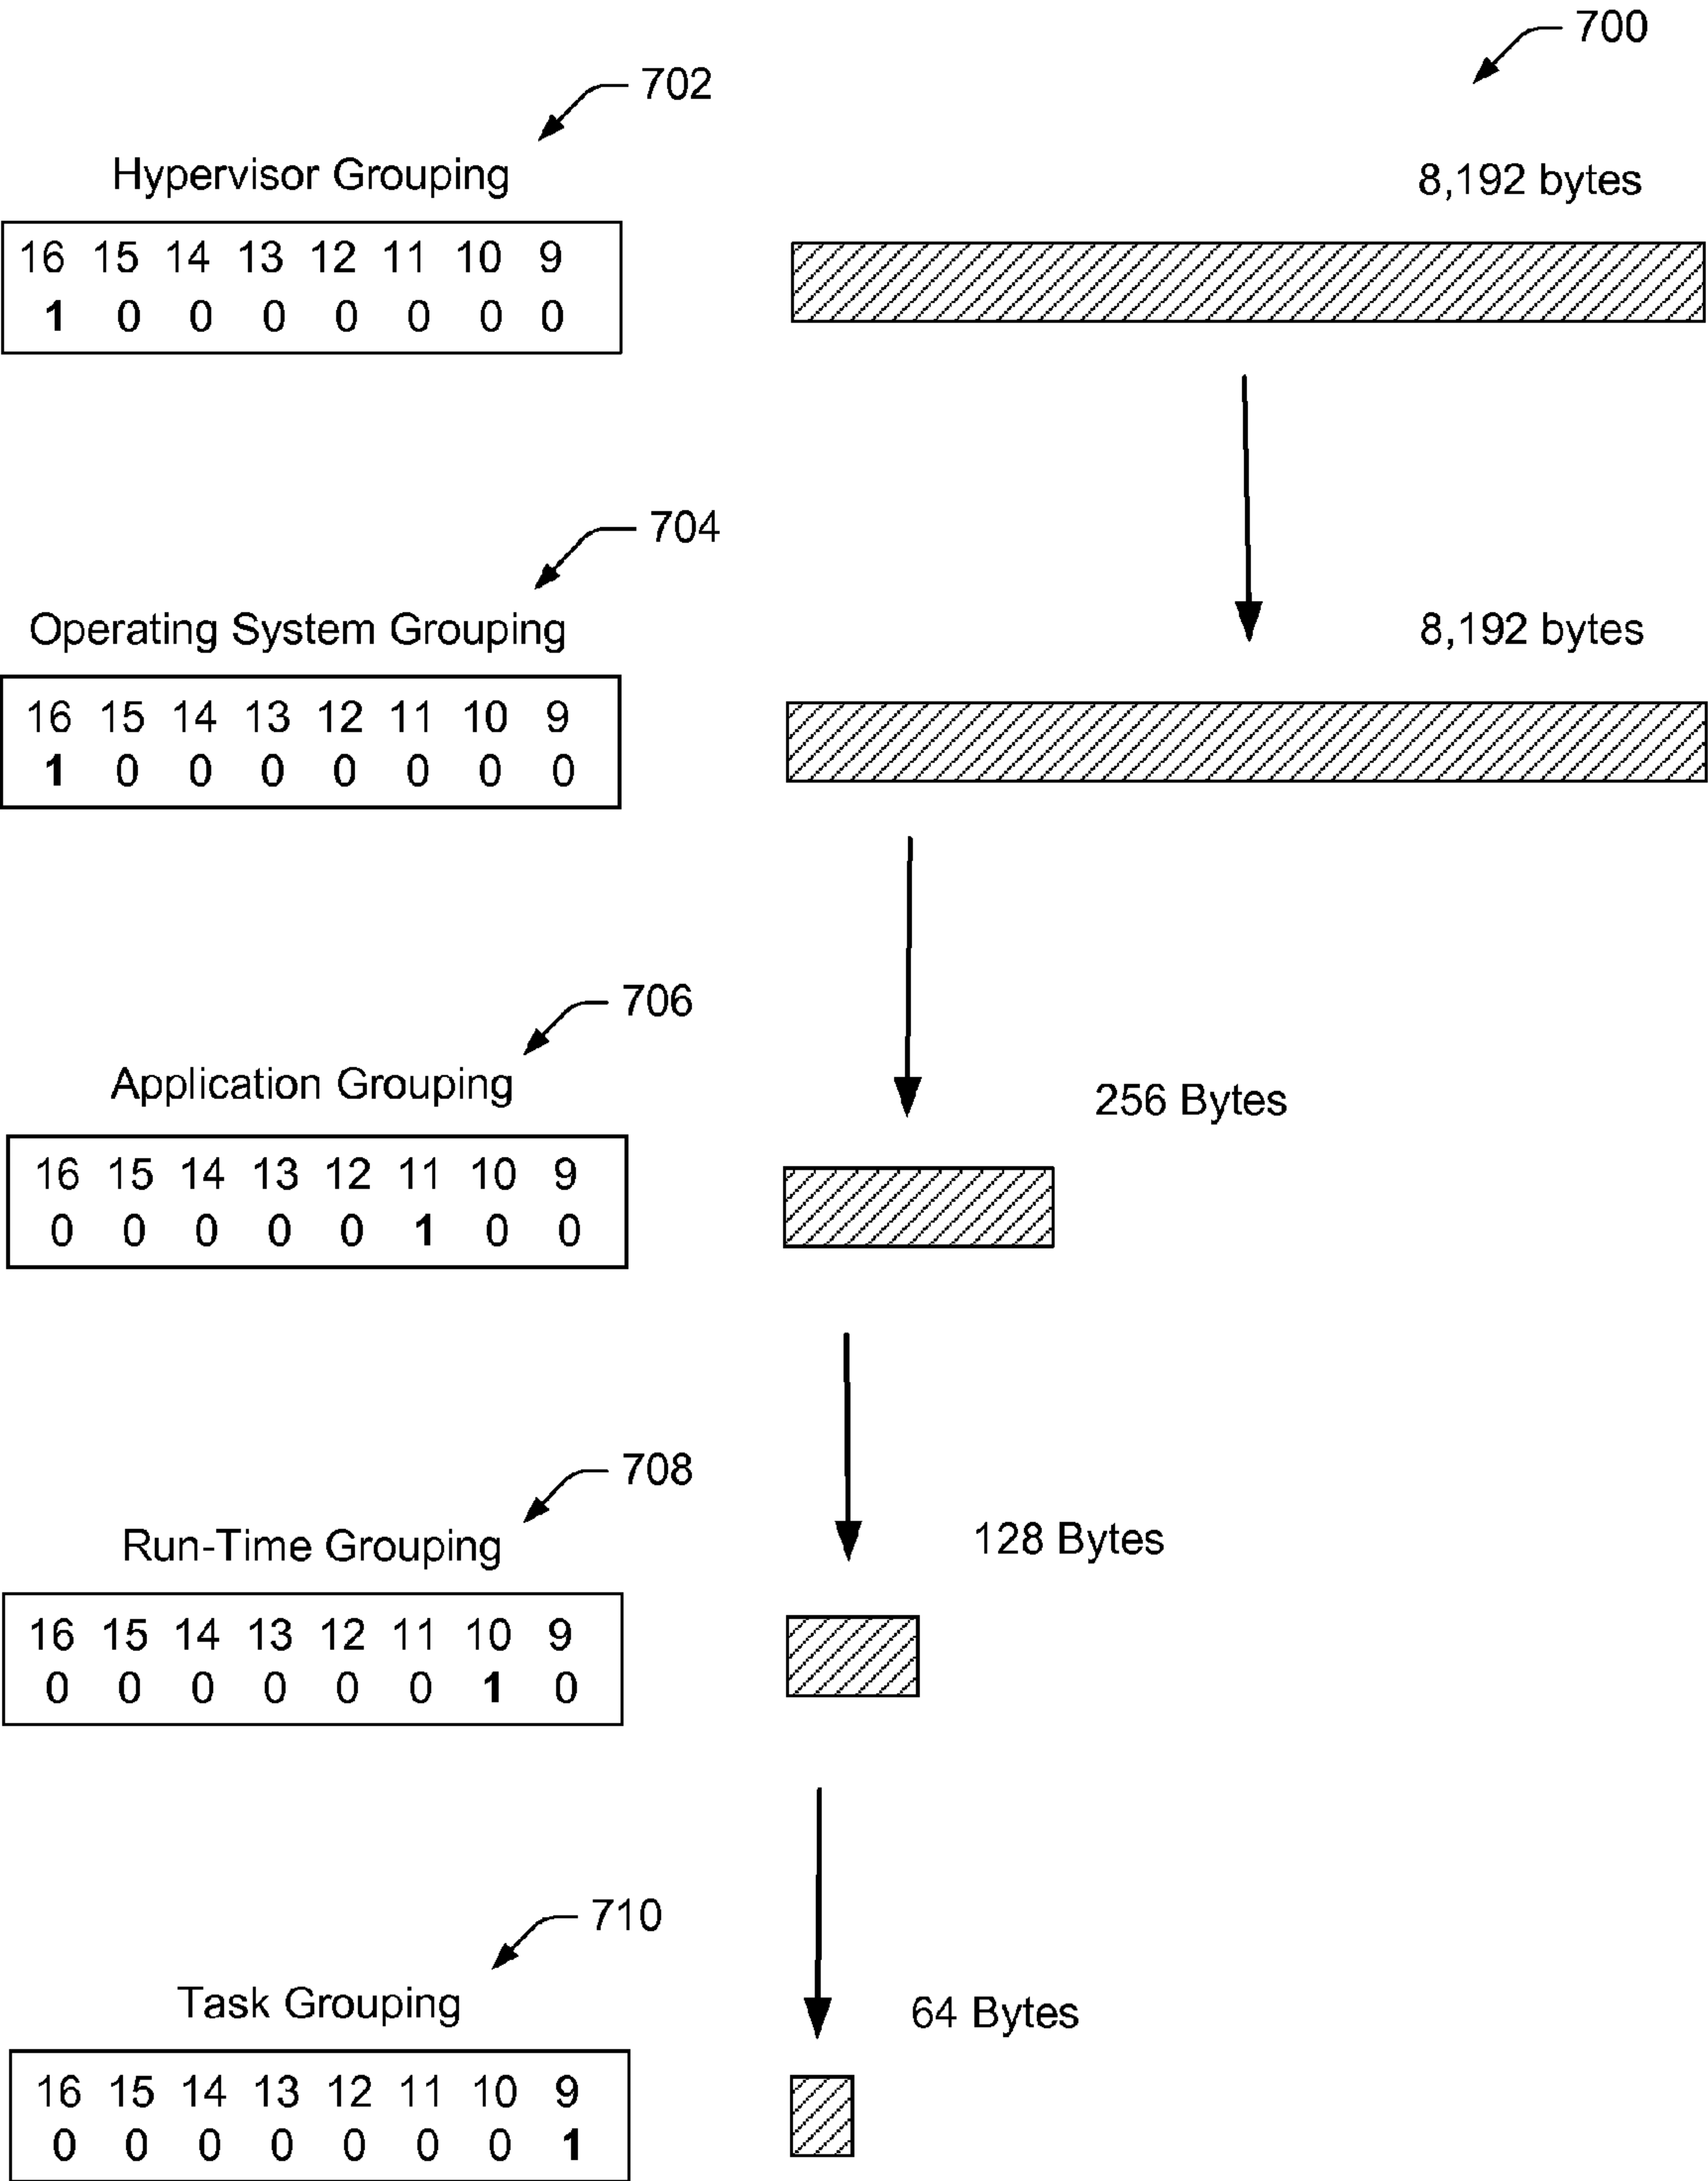 700
702
Hypervisor Grouping
8,192 bytes
16 15 14 13 12 11 10 9
1 0 0 0 0 0 0 0
704
Operating System Grouping
8,192 bytes
16 15 14 13 12 11 10 9
1 0 0 0 0 0 0 0
706
Application Grouping
256 Bytes
16 15 14 13 12 11 10 9
0 0 0 0 0 1 0 0
708
Run-Time Grouping
128 Bytes
16 15 14 13 12 11 10 9
0 0 0 0 0 0 1 0
710
Task Grouping
64 Bytes
16 15 14 13 12 11 10 9
0 0 0 0 0 0 0 1